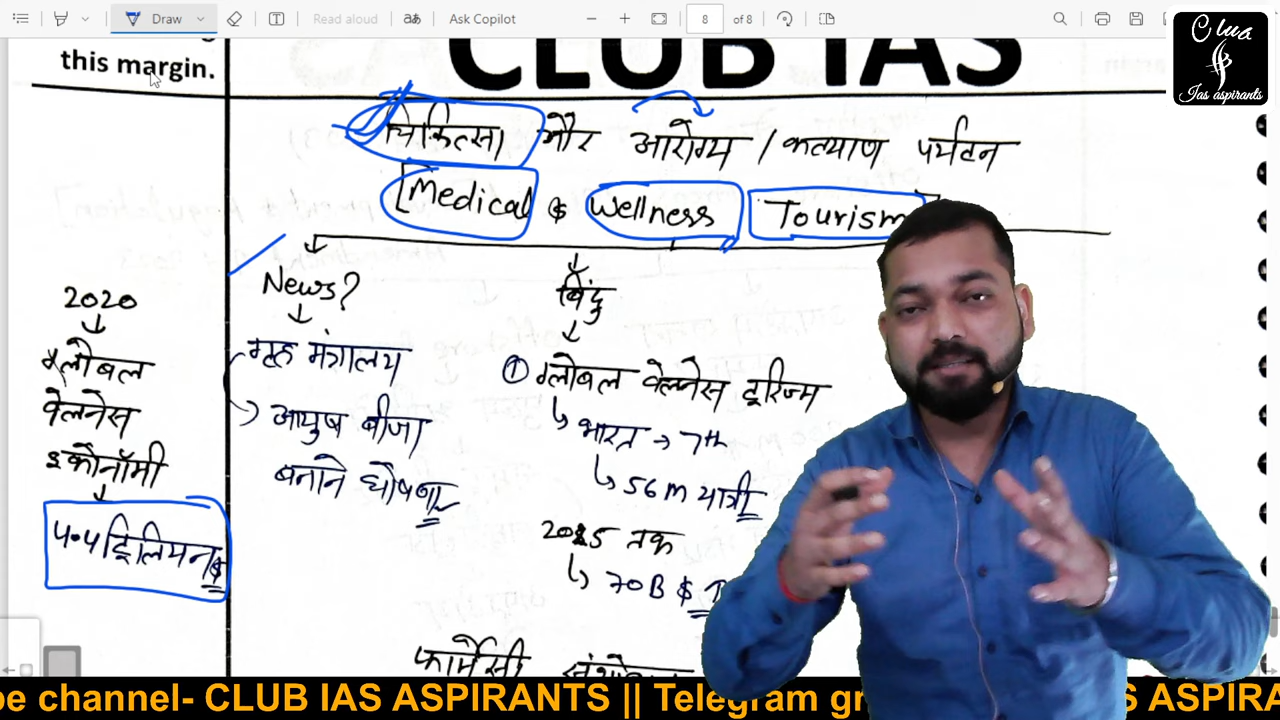 Draw
Read aloud
Ask Copilot
8
of 8
Club
Ias aspirants
this margin.
CLUB IAS
चिकित्सा और आरोग्य / कल्याण पर्यटन
[Medical & Wellness Tourism]
News?
गृह मंत्रालय
आयुष वीजा
बनाने घोषणा
बिंदु
① ग्लोबल वेलनेस टूरिज्म
भारत → 7th
56 m यात्री
2025 तक
70 B $
2020
ग्लोबल
वेलनेस
इकोनॉमी
4.4 ट्रिलियन $
फार्मेसी
be channel- CLUB IAS ASPIRANTS || Telegram gr
S ASPIRA